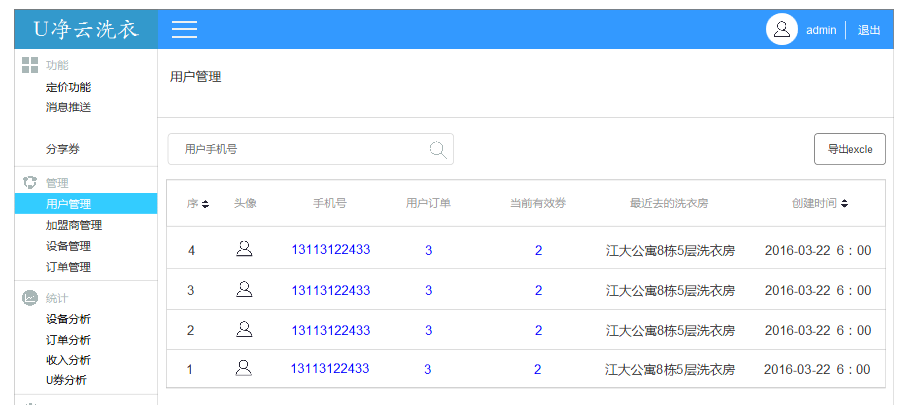 U净云洗衣
admin 退出
功能
定价功能
消息推送
分享券
管理
用户管理
加盟商管理
设备管理
订单管理
统计
设备分析
订单分析
收入分析
U券分析
用户管理
用户手机号
导出excle
序 头像 手机号 用户订单 当前有效券 最近去的洗衣房 创建时间
4 13113122433 3 2 江大公寓8栋5层洗衣房 2016-03-22 6：00
3 13113122433 3 2 江大公寓8栋5层洗衣房 2016-03-22 6：00
2 13113122433 3 2 江大公寓8栋5层洗衣房 2016-03-22 6：00
1 13113122433 3 2 江大公寓8栋5层洗衣房 2016-03-22 6：00